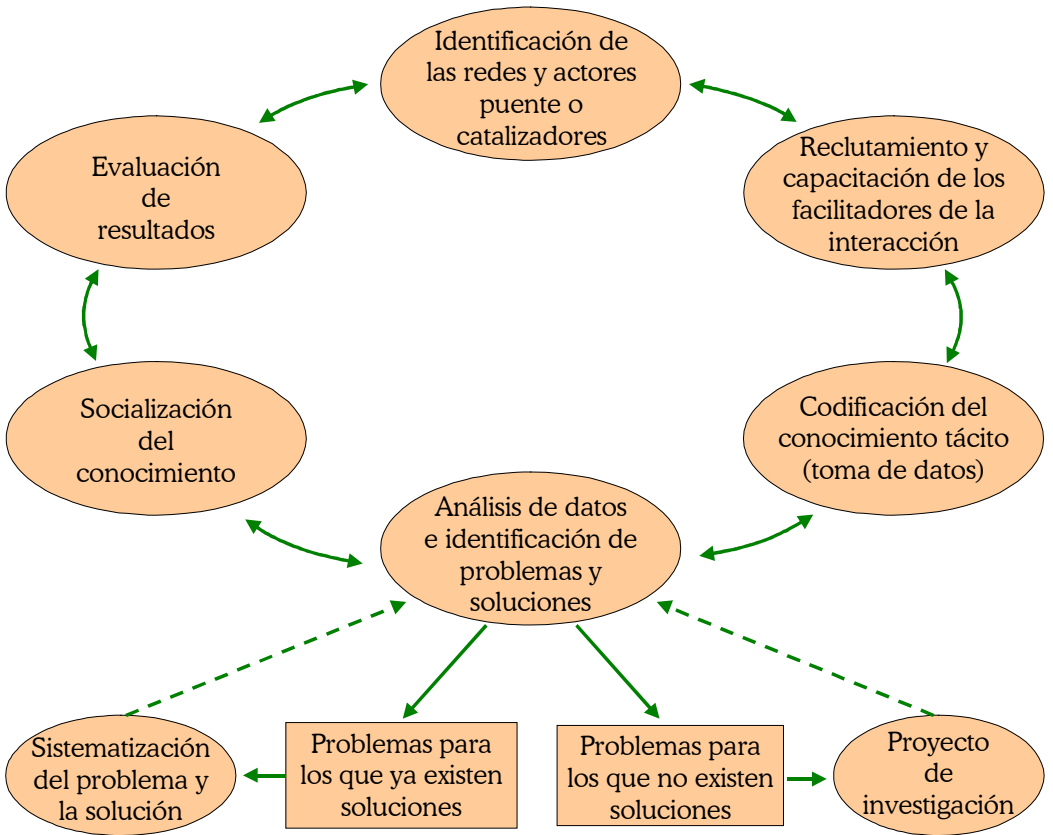 Identificación de
las redes y actores
puente o
catalizadores
Evaluación
de
resultados
Reclutamiento y
capacitación de los
facilitadores de la
interacción
Socialización
del
conocimiento
Codificación del
conocimiento tácito
(toma de datos)
Análisis de datos
e identificación de
problemas y
soluciones
Sistematización
del problema y
la solución
Problemas para
los que ya existen
soluciones
Problemas para
los que no existen
soluciones
Proyecto
de
investigación